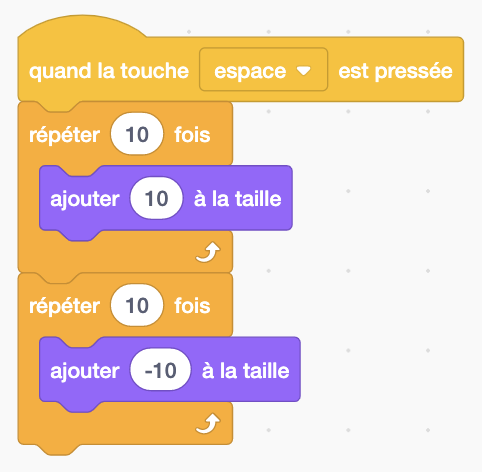 quand la touche espace est pressée
répéter 10 fois
ajouter 10 à la taille
répéter 10 fois
ajouter -10 à la taille